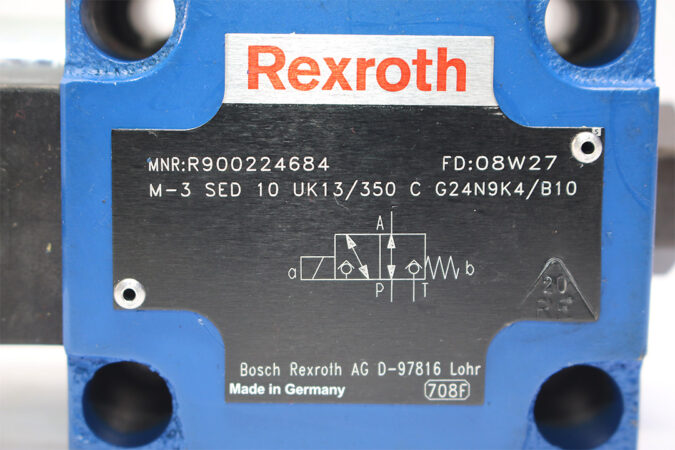 Rexroth
MNR:R900224684 FD:08W27
M-3 SED 10 UK13/350 C G24N9K4/B10
A
a b
P T
20
Bosch Rexroth AG D-97816 Lohr
Made in Germany 708F